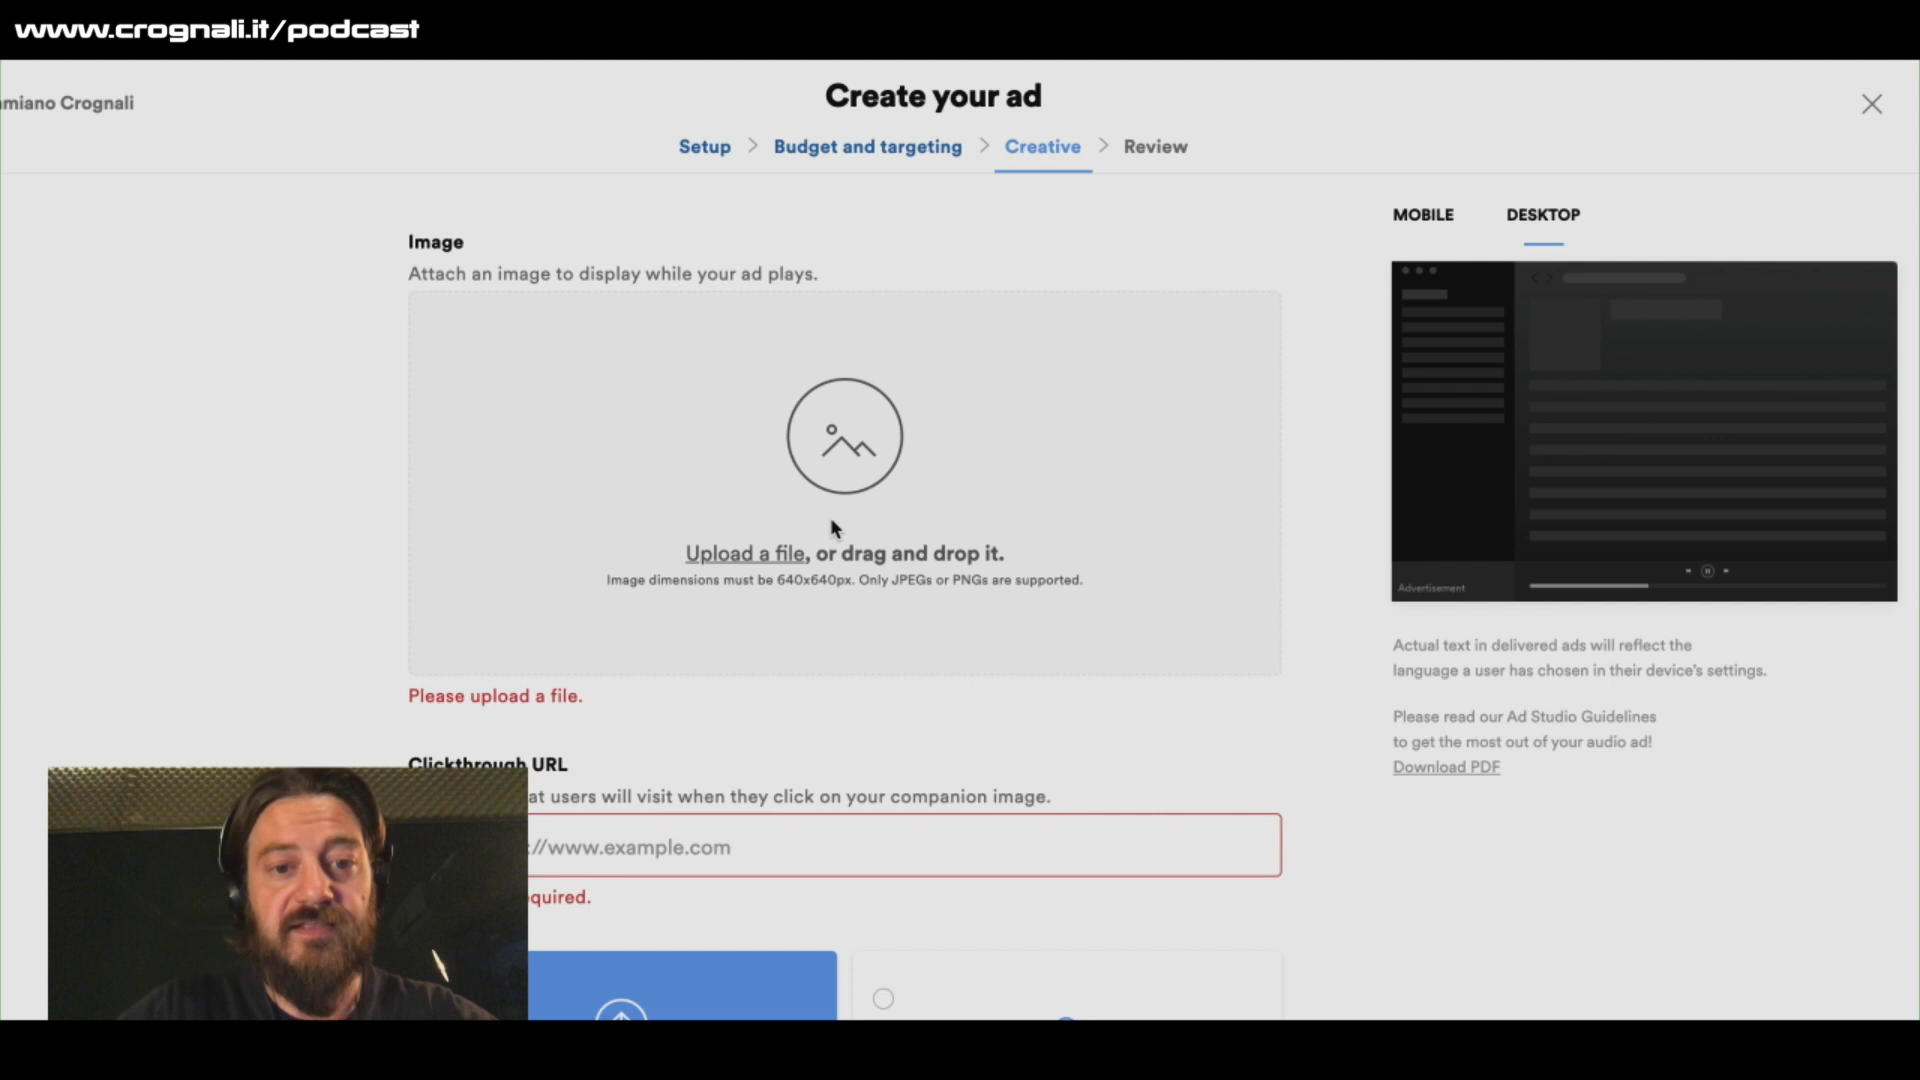 www.crognali.it/podcast
Create your ad
miano Crognali
Setup > Budget and targeting > Creative > Review
MOBILE DESKTOP
Image
Attach an image to display while your ad plays.
Upload a file, or drag and drop it.
Image dimensions must be 640x640px. Only JPEGs or PNGs are supported.
Please upload a file.
Advertisement
Actual text in delivered ads will reflect the
language a user has chosen in their device's settings.
Please read our Ad Studio Guidelines
to get the most out of your audio ad!
Download PDF
Clickthrough URL
at users will visit when they click on your companion image.
://www.example.com
quired.